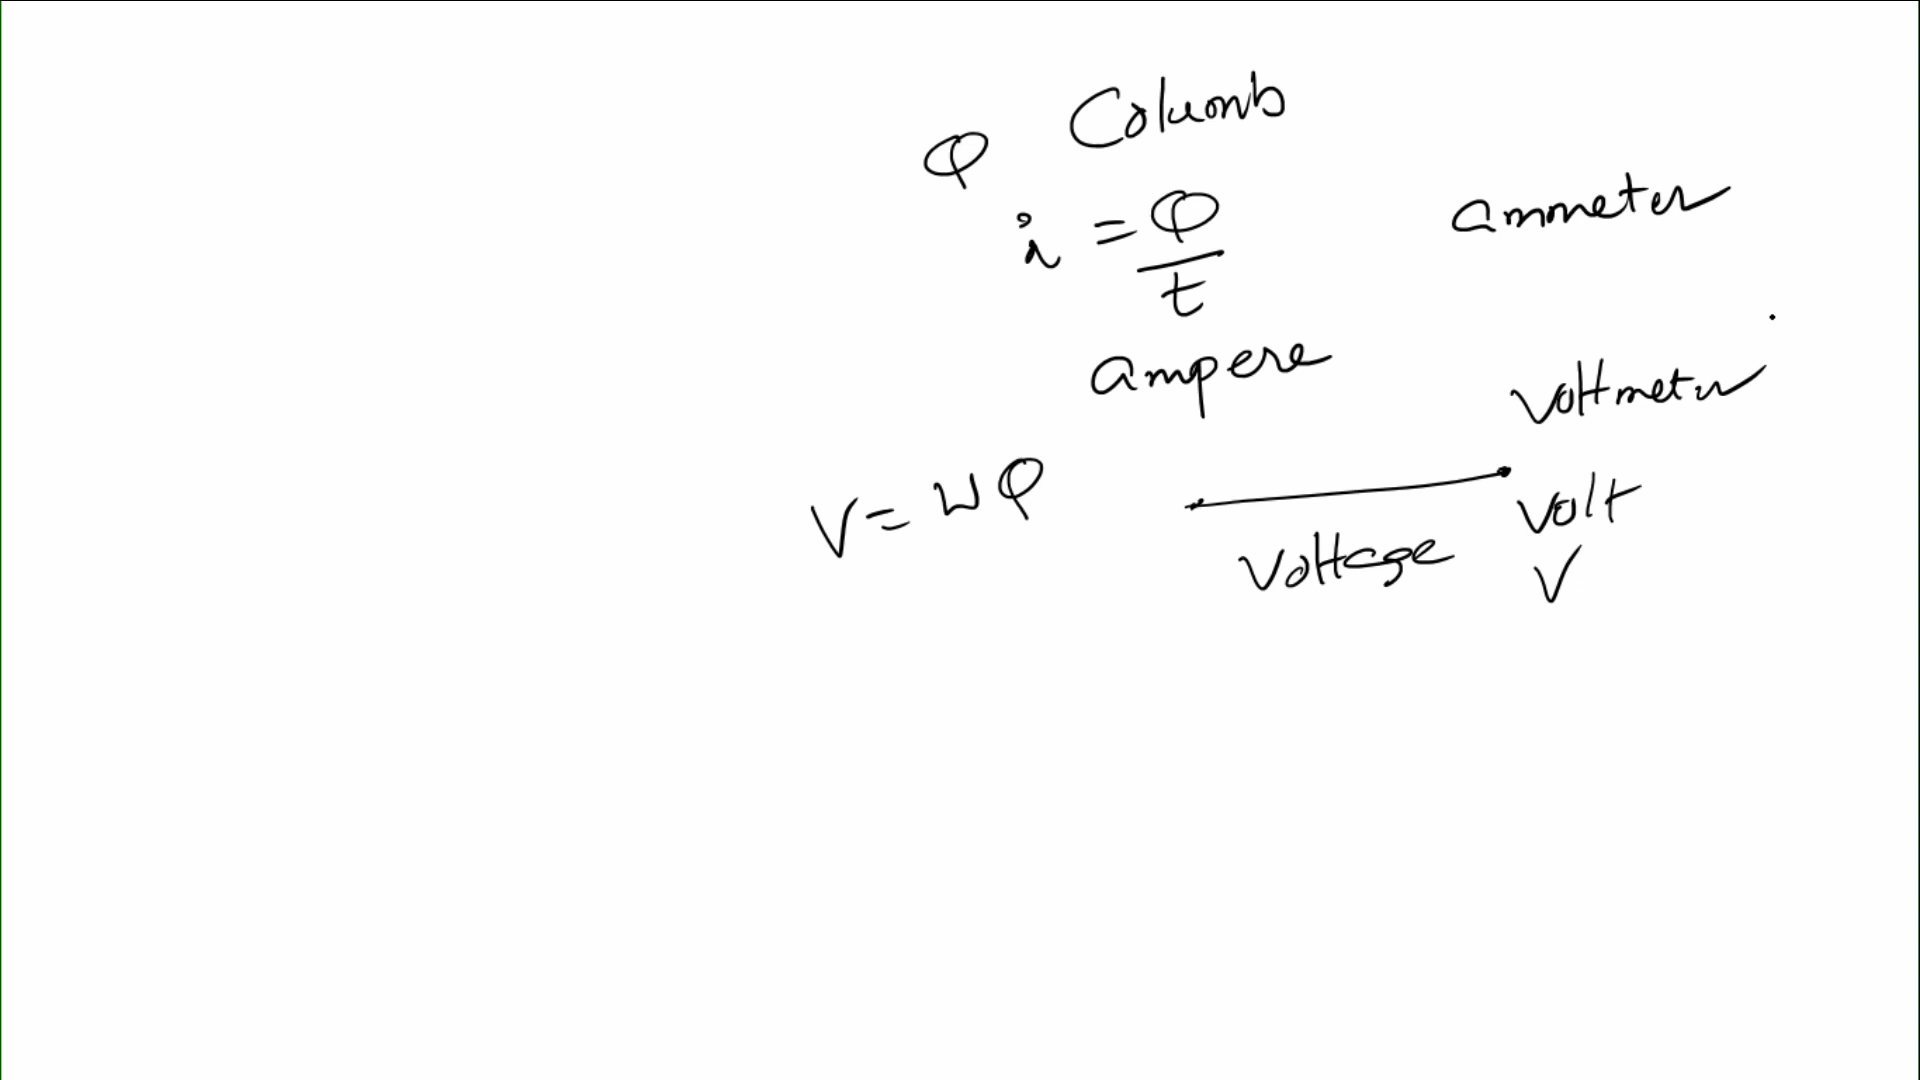 Q Columb
i = Q / t
ammeter
ampere
voltmeter
V = WQ
voltage
volt
V